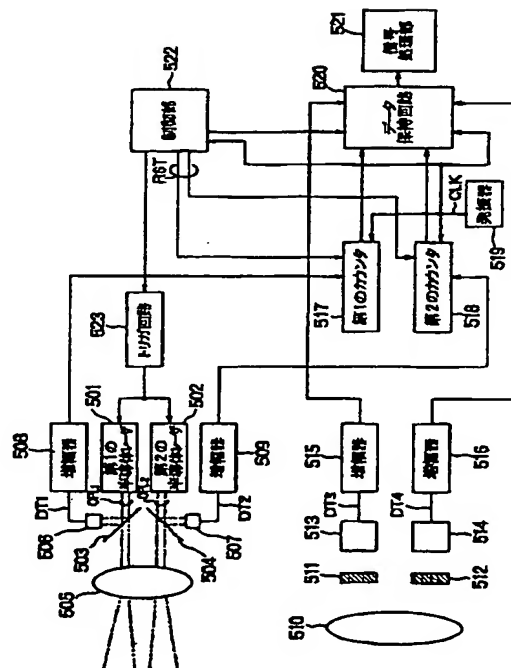 521
信号
処理部
522
520
制御部
データ
保持回路
RST
CLK
発振器
519
523
トリガ回路
517
第1のカウンタ
第2のカウンタ
518
508
501
502
509
増幅器
第1の
半導体レーザ
第2の
半導体レーザ
増幅器
515
増幅器
516
増幅器
DT1
DT2
DT3
DT4
506
507
513
514
503
504
511
512
505
510